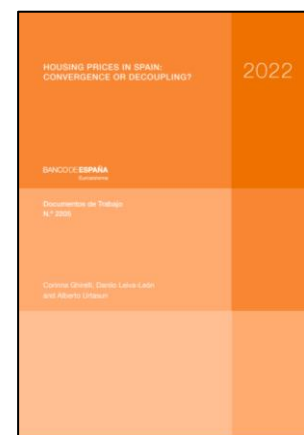 HOUSING PRICES IN SPAIN:
CONVERGENCE OR DECOUPLING?
2022
BANCO DE ESPAÑA
Eurosistema
Documentos de Trabajo
N.º
Corinna Ghirelli, Danilo Leiva-León
and Alberto Urtasun